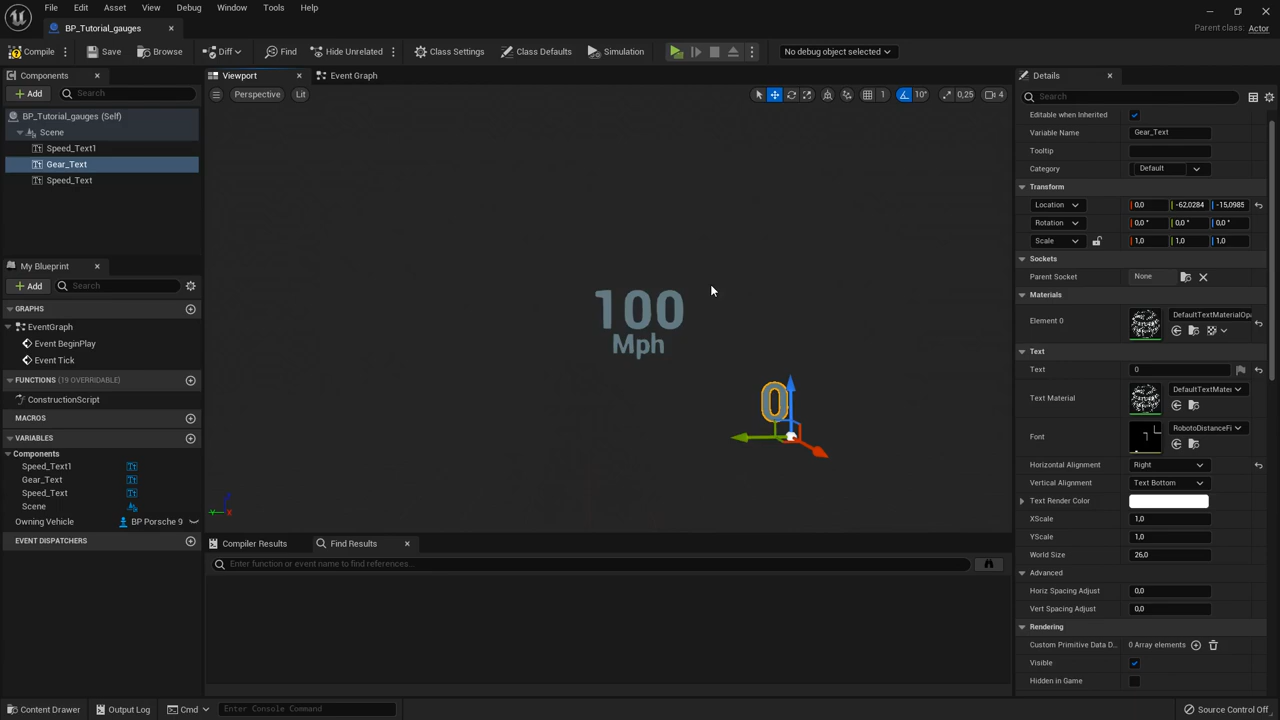 File Edit Asset View Debug Window Tools Help
BP_Tutorial_gauges
Parent class: Actor
Compile Save Browse Diff Find Hide Unrelated Class Settings Class Defaults Simulation No debug object selected
Components
Add Search
BP_Tutorial_gauges (Self)
Scene
Speed_Text1
Gear_Text
Speed_Text
My Blueprint
Add Search
GRAPHS
EventGraph
Event BeginPlay
Event Tick
FUNCTIONS (19 OVERRIDABLE)
ConstructionScript
MACROS
VARIABLES
Components
Speed_Text1
Gear_Text
Speed_Text
Scene
Owning Vehicle BP Porsche 9
EVENT DISPATCHERS
Viewport Event Graph
Perspective Lit 1 10° 0,25 4
100
Mph
0
Compiler Results Find Results
Enter function or event name to find references...
Details
Search
Editable when Inherited
Variable Name Gear_Text
Tooltip
Category Default
Transform
Location 0,0 -62,0284 -15,0985
Rotation 0,0 ° 0,0 ° 0,0 °
Scale 1,0 1,0 1,0
Sockets
Parent Socket None
Materials
Element 0 DefaultTextMaterialOpa
Text
Text 0
Text Material DefaultTextMater
Font RobotoDistanceFi
Horizontal Alignment Right
Vertical Alignment Text Bottom
Text Render Color
XScale 1,0
YScale 1,0
World Size 26,0
Advanced
Horiz Spacing Adjust 0,0
Vert Spacing Adjust 0,0
Rendering
Custom Primitive Data D... 0 Array elements
Visible
Hidden in Game
Content Drawer Output Log Cmd Enter Console Command Source Control Off